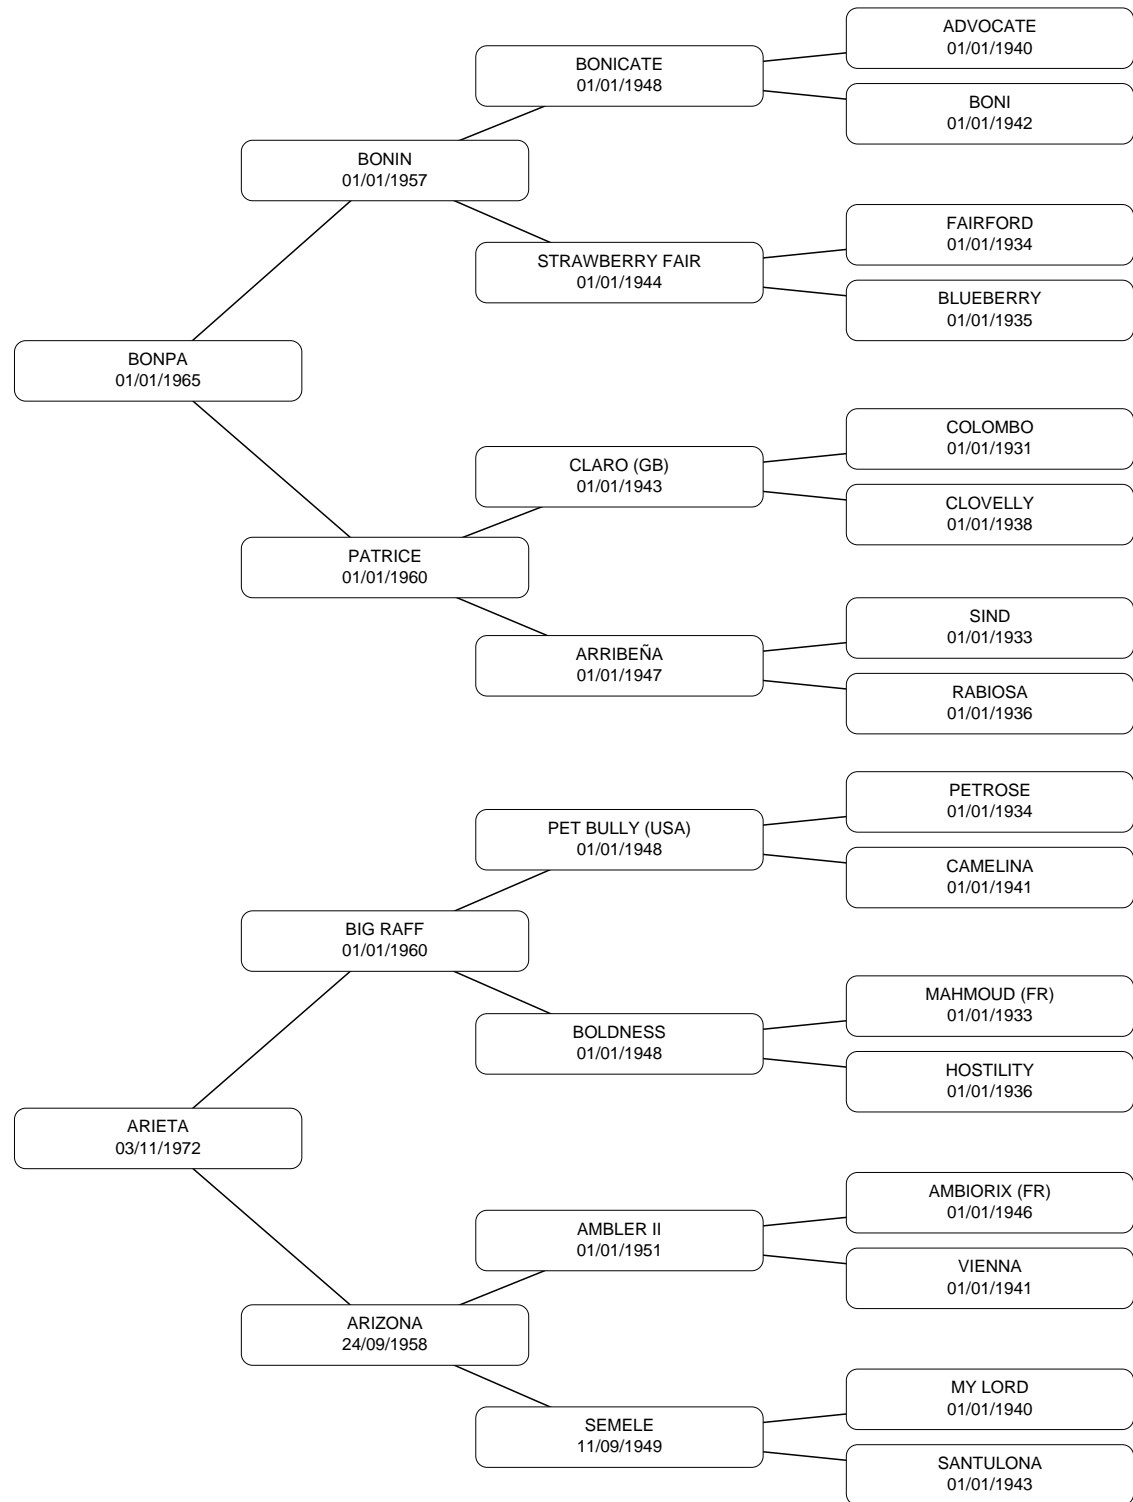 ADVOCATE
01/01/1940
BONICATE
01/01/1948
BONI
01/01/1942
BONIN
01/01/1957
FAIRFORD
01/01/1934
STRAWBERRY FAIR
01/01/1944
BLUEBERRY
01/01/1935
BONPA
01/01/1965
COLOMBO
01/01/1931
CLARO (GB)
01/01/1943
CLOVELLY
01/01/1938
PATRICE
01/01/1960
SIND
01/01/1933
ARRIBEÑA
01/01/1947
RABIOSA
01/01/1936
PETROSE
01/01/1934
PET BULLY (USA)
01/01/1948
CAMELINA
01/01/1941
BIG RAFF
01/01/1960
MAHMOUD (FR)
01/01/1933
BOLDNESS
01/01/1948
HOSTILITY
01/01/1936
ARIETA
03/11/1972
AMBIORIX (FR)
01/01/1946
AMBLER II
01/01/1951
VIENNA
01/01/1941
ARIZONA
24/09/1958
MY LORD
01/01/1940
SEMELE
11/09/1949
SANTULONA
01/01/1943